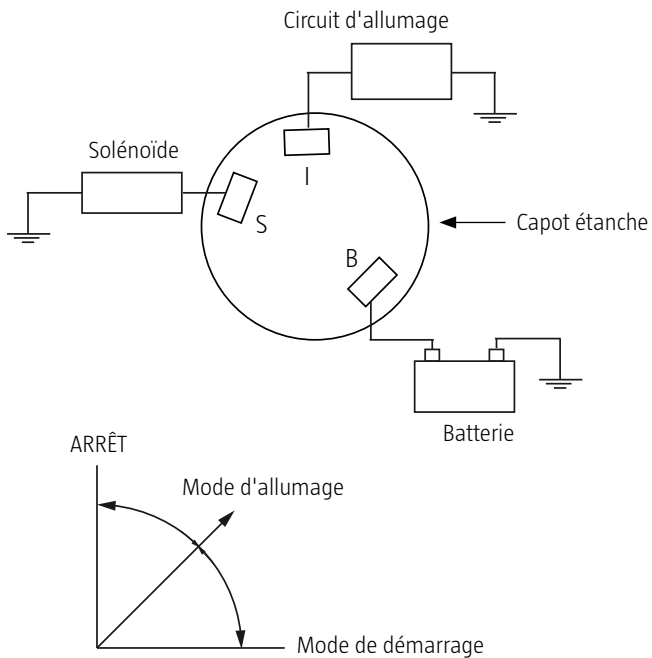 Circuit d'allumage
Solénoïde
I
S
Capot étanche
B
Batterie
ARRÊT
Mode d'allumage
Mode de démarrage